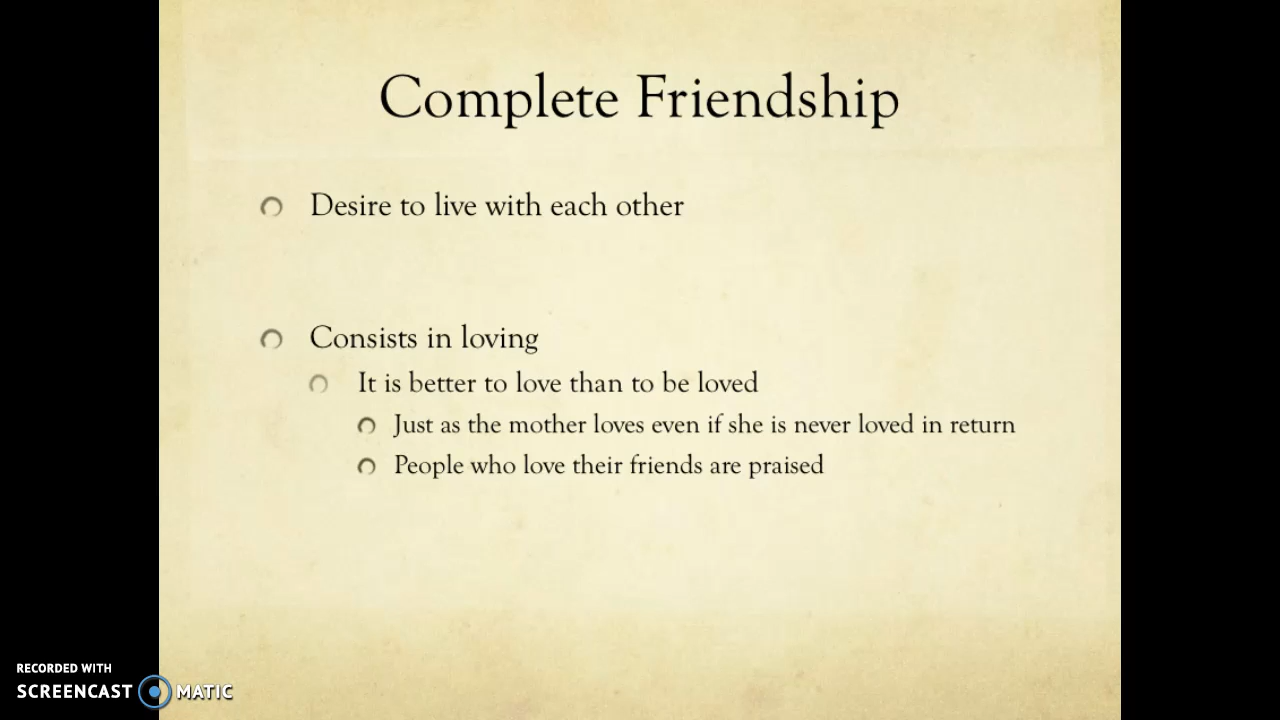 Complete Friendship
Desire to live with each other
Consists in loving
It is better to love than to be loved
Just as the mother loves even if she is never loved in return
People who love their friends are praised
RECORDED WITH
SCREENCAST MATIC